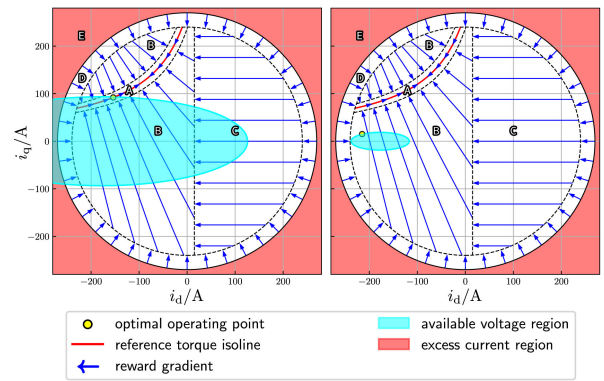 E
B
D
A
B
C
200
100
0
−100
−200
i_q/A
−200
−100
0
100
200
i_d/A
E
B
D
A
B
C
−200
−100
0
100
200
i_d/A
optimal operating point
reference torque isoline
reward gradient
available voltage region
excess current region